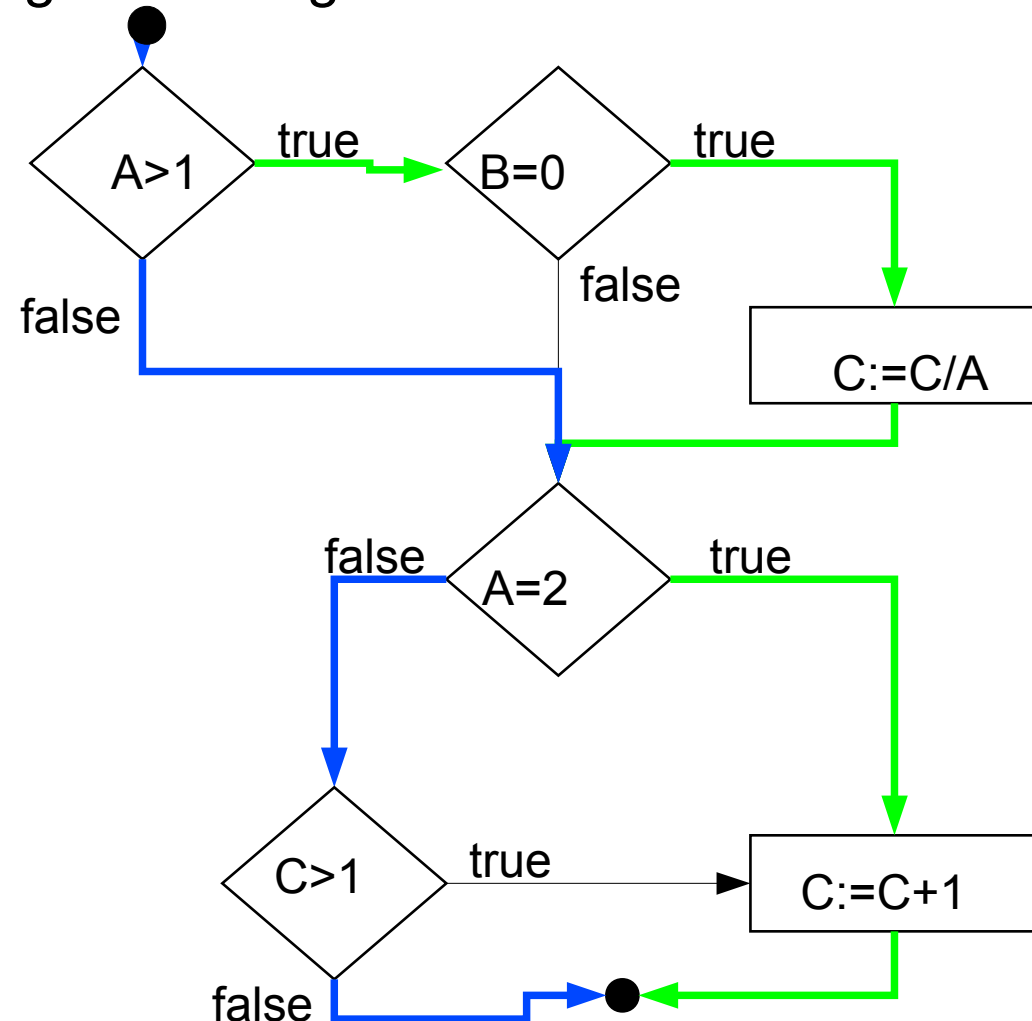 true
true
A>1
B=0
false
false
C:=C/A
false
true
A=2
true
C>1
C:=C+1
false